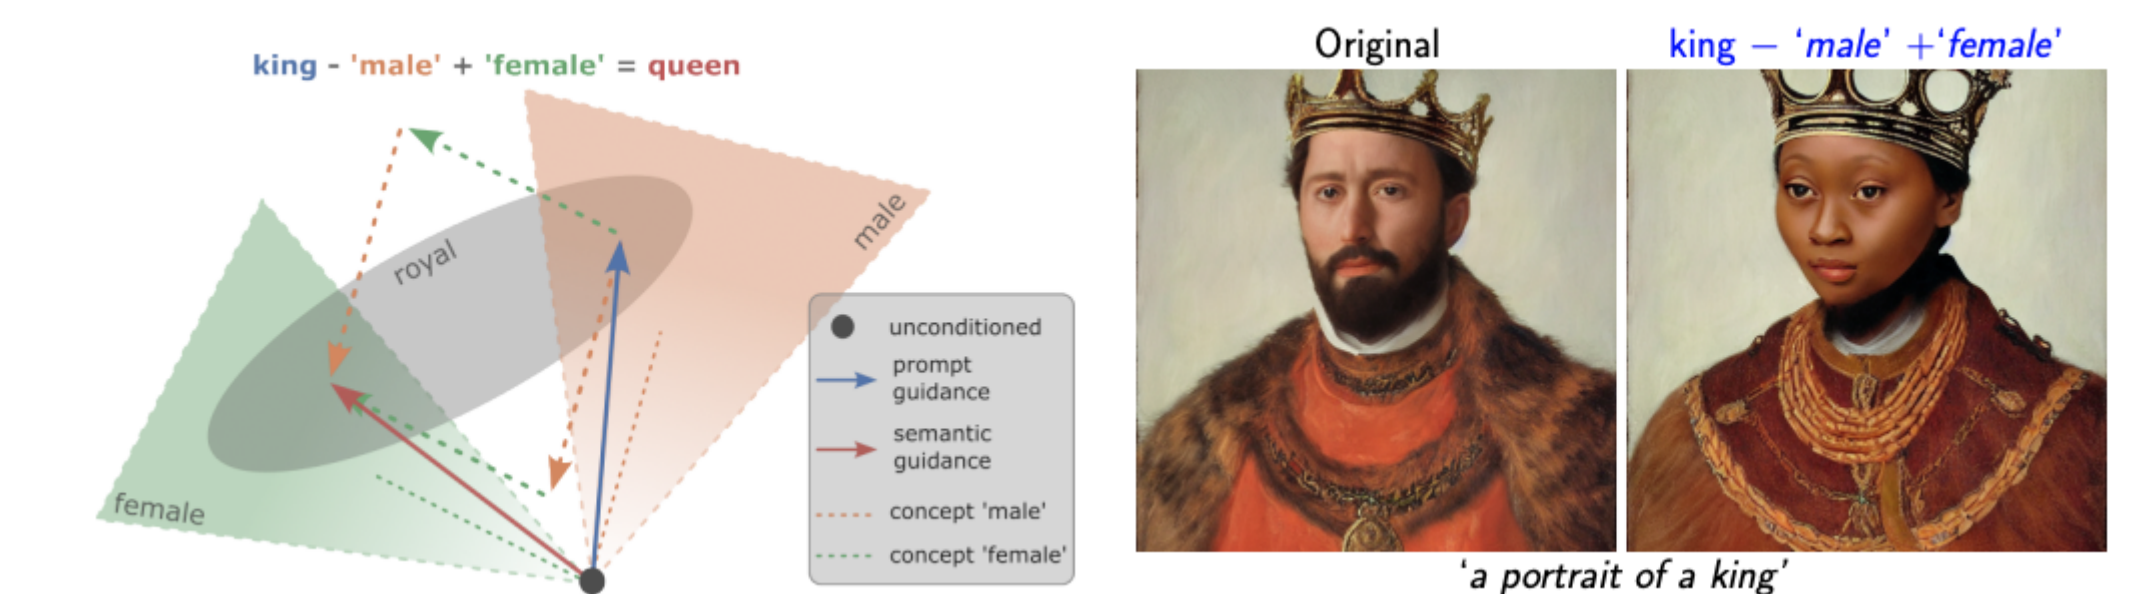 king - 'male' + 'female' = queen
royal
male
female
unconditioned
prompt
guidance
semantic
guidance
concept 'male'
concept 'female'
Original
king − ‘male’ +‘female’
‘a portrait of a king’